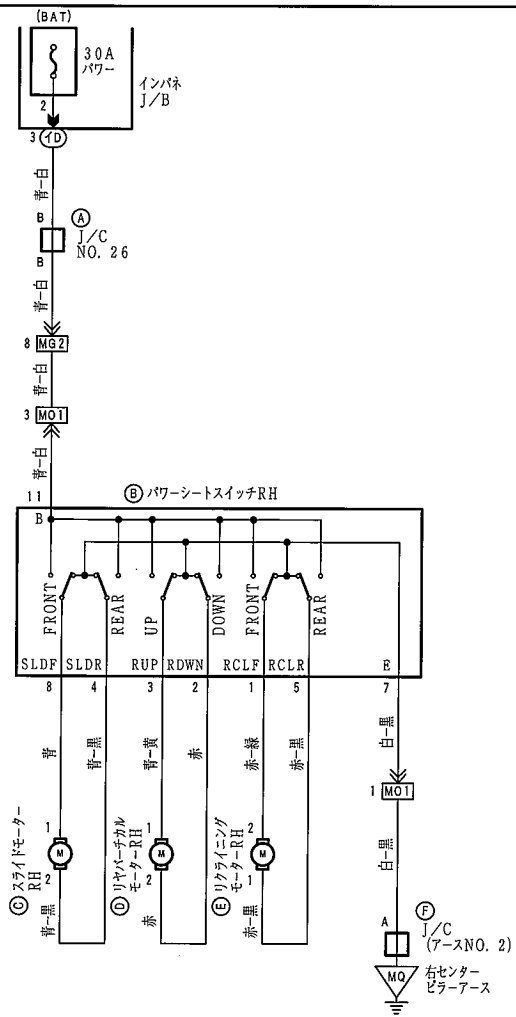 (BAT)
30A
パワー
2
インパネ
J/B
3 イD
青-白
B
A
J/C
NO. 26
B
青-白
8 MG2
青-白
3 MO1
青-白
11
B パワーシートスイッチRH
B
FRONT
REAR
UP
DOWN
FRONT
REAR
SLDF SLDR RUP RDWN RCLF RCLR E
8 4 3 2 1 5 7
青
青-黒
青-黄
赤
赤-緑
赤-黒
白-黒
1 MO1
C スライドモーター
RH
1
M
2
D リヤバーチカル
モーターRH
1
M
2
E リクライニング
モーターRH
2
M
1
青-黒
赤
赤-黒
白-黒
A
F
J/C
(アースNO. 2)
MQ
右センター
ピラーアース